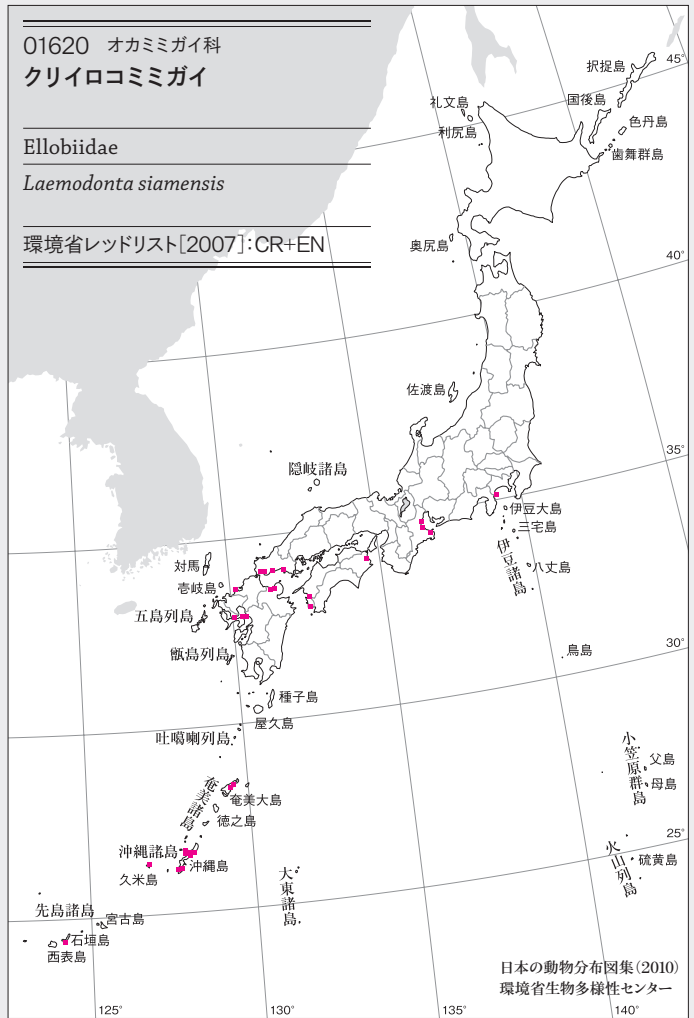 01620 オカミミガイ科
クリイロコミミガイ
Ellobiidae
Laemodonta siamensis
環境省レッドリスト[2007]:CR+EN
択捉島
45°
国後島
礼文島
色丹島
利尻島
歯舞群島
奥尻島
40°
佐渡島
35°
隠岐諸島
伊豆大島
三宅島
伊豆諸島
八丈島
対馬
壱岐島
五島列島
甑島列島
鳥島
30°
種子島
屋久島
吐噶喇列島
小笠原群島
父島
母島
奄美諸島
奄美大島
徳之島
25°
沖縄諸島
沖縄島
久米島
火山列島
硫黄島
大東諸島
先島諸島
宮古島
石垣島
西表島
日本の動物分布図集(2010)
環境省生物多様性センター
125°
130°
135°
140°